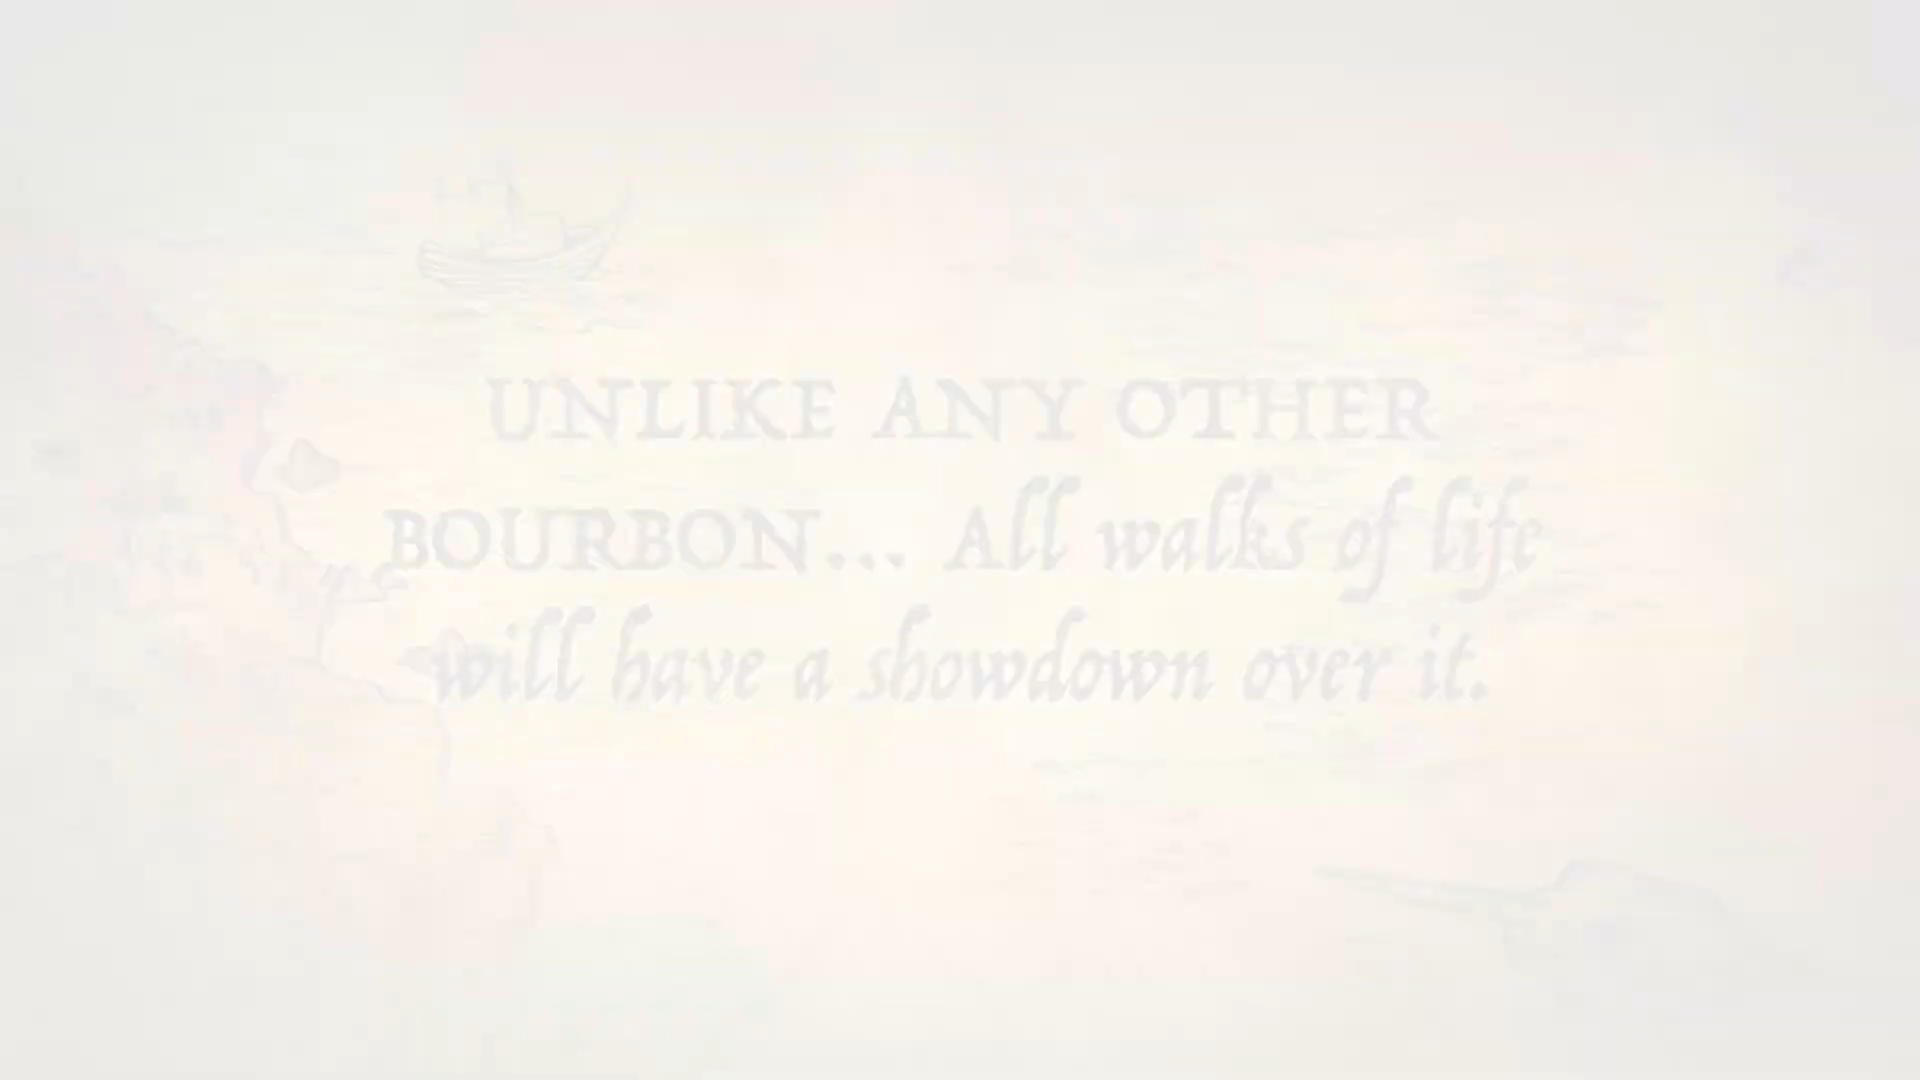 UNLIKE ANY OTHER
BOURBON... All walks of life
will have a showdown over it.